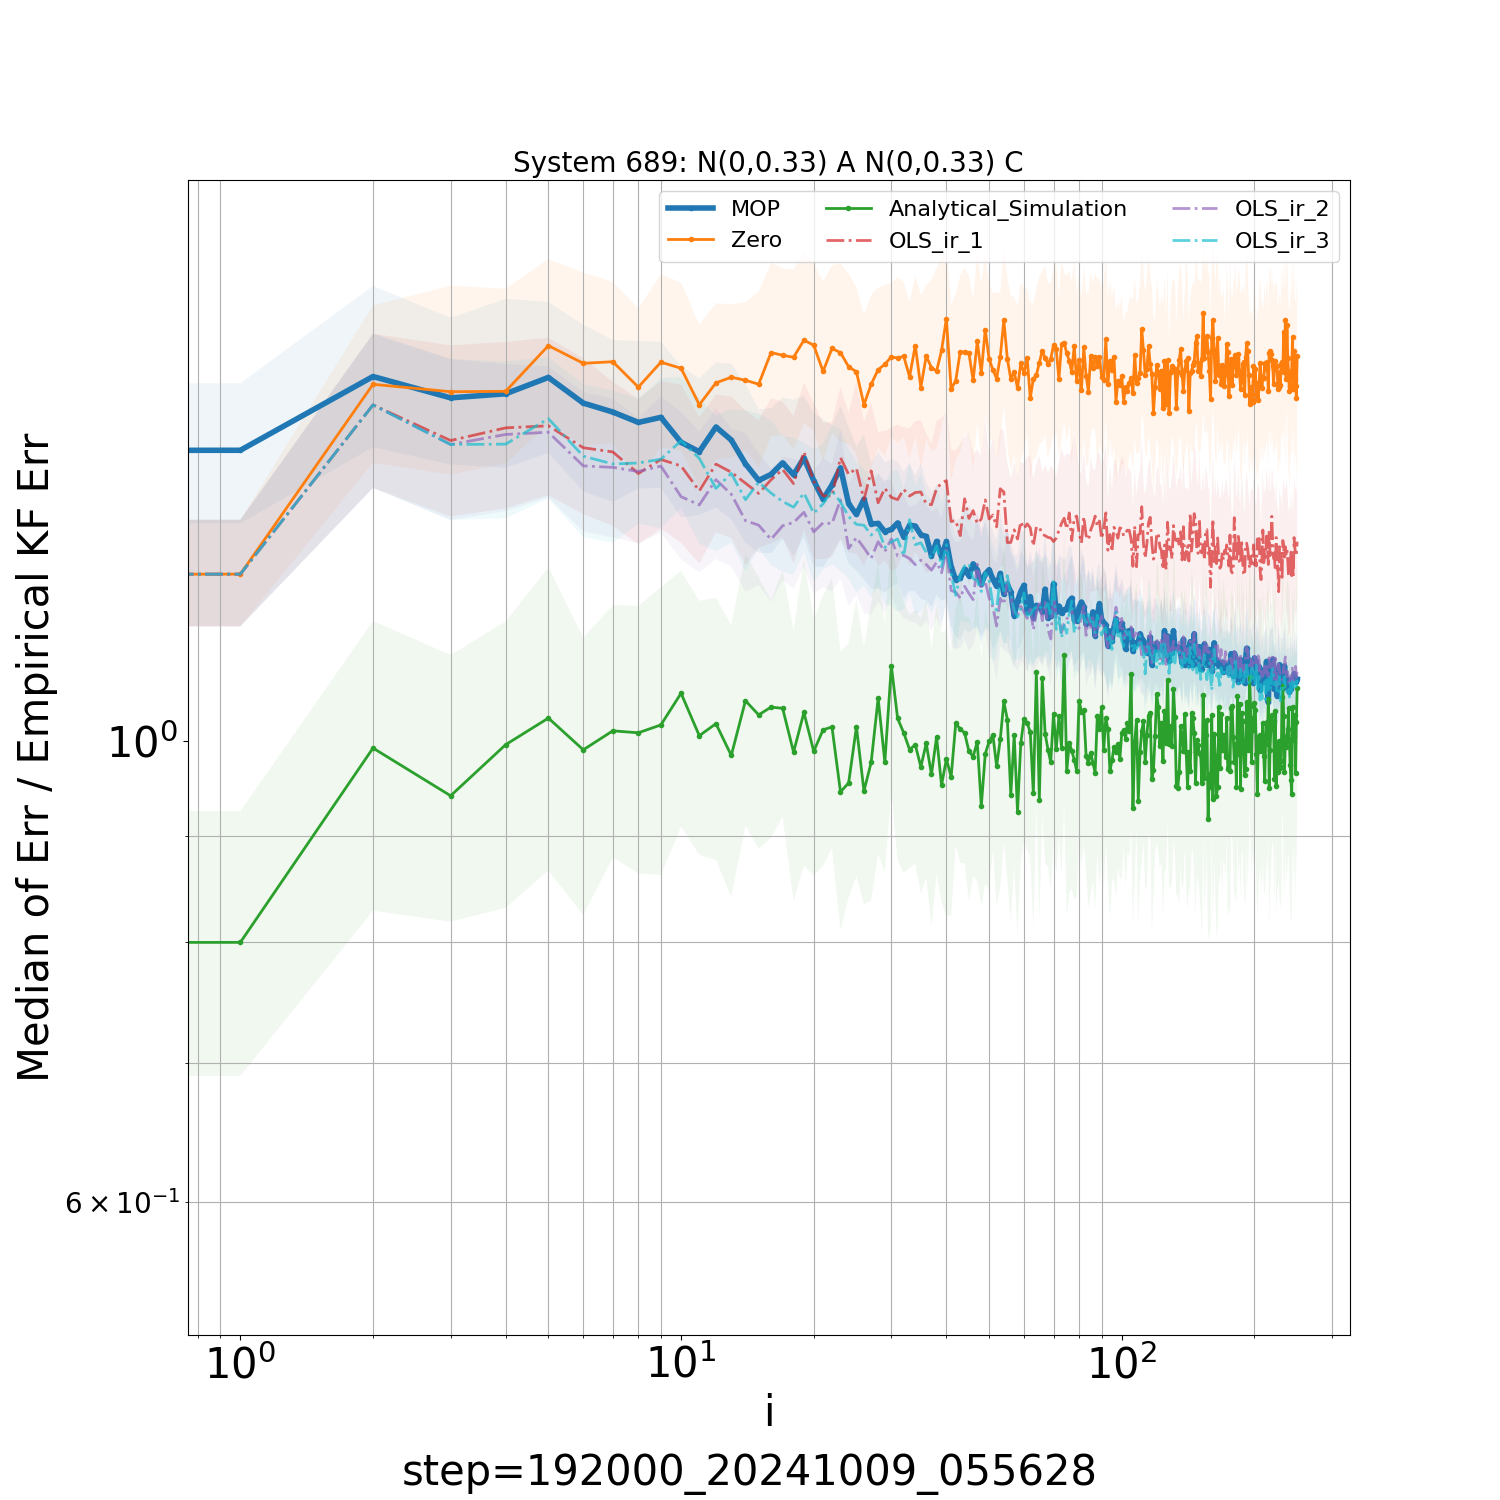 System 689: N(0,0.33) A N(0,0.33) C
MOP
Zero
Analytical_Simulation
OLS_ir_1
OLS_ir_2
OLS_ir_3
Median of Err / Empirical KF Err
10⁰
6 × 10⁻¹
10⁰ 10¹ 10²
i
step=192000_20241009_055628